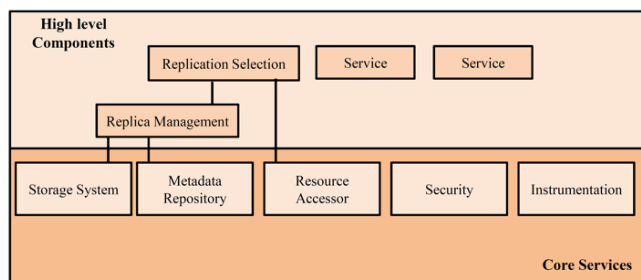 High level
Components
Replication Selection
Service
Service
Replica Management
Storage System
Metadata
Repository
Resource
Accessor
Security
Instrumentation
Core Services